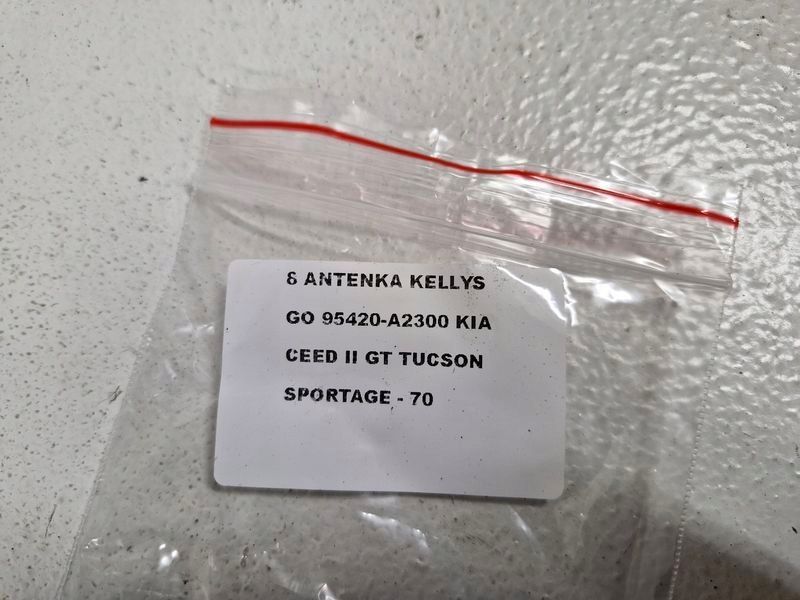 8 ANTENKA KELLYS
GO 95420-A2300 KIA
CEED II GT TUCSON
SPORTAGE - 70